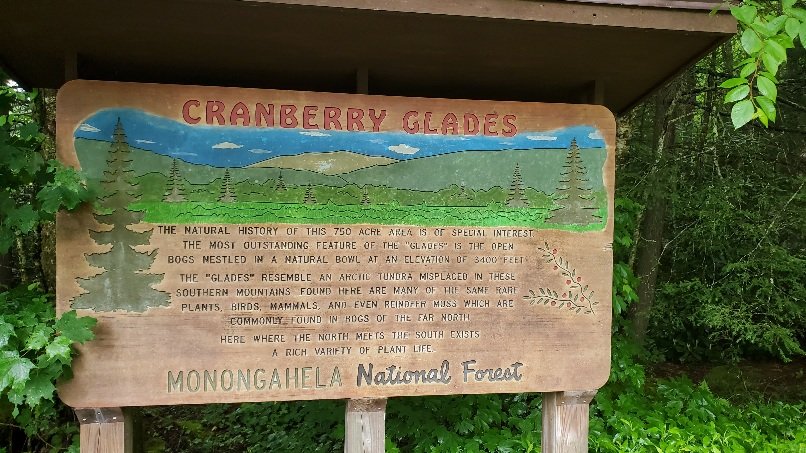 CRANBERRY GLADES
THE NATURAL HISTORY OF THIS 750 ACRE AREA IS OF SPECIAL INTEREST
THE MOST OUTSTANDING FEATURE OF THE "GLADES" IS THE OPEN
BOGS NESTLED IN A NATURAL BOWL AT AN ELEVATION OF 3400 FEET
THE "GLADES" RESEMBLE AN ARCTIC TUNDRA MISPLACED IN THESE
SOUTHERN MOUNTAINS. FOUND HERE ARE MANY OF THE SAME RARE
PLANTS, BIRDS, MAMMALS, AND EVEN REINDEER MOSS WHICH ARE
COMMONLY FOUND IN BOGS OF THE FAR NORTH
HERE WHERE THE NORTH MEETS THE SOUTH EXISTS
A RICH VARIETY OF PLANT LIFE.
MONONGAHELA National Forest